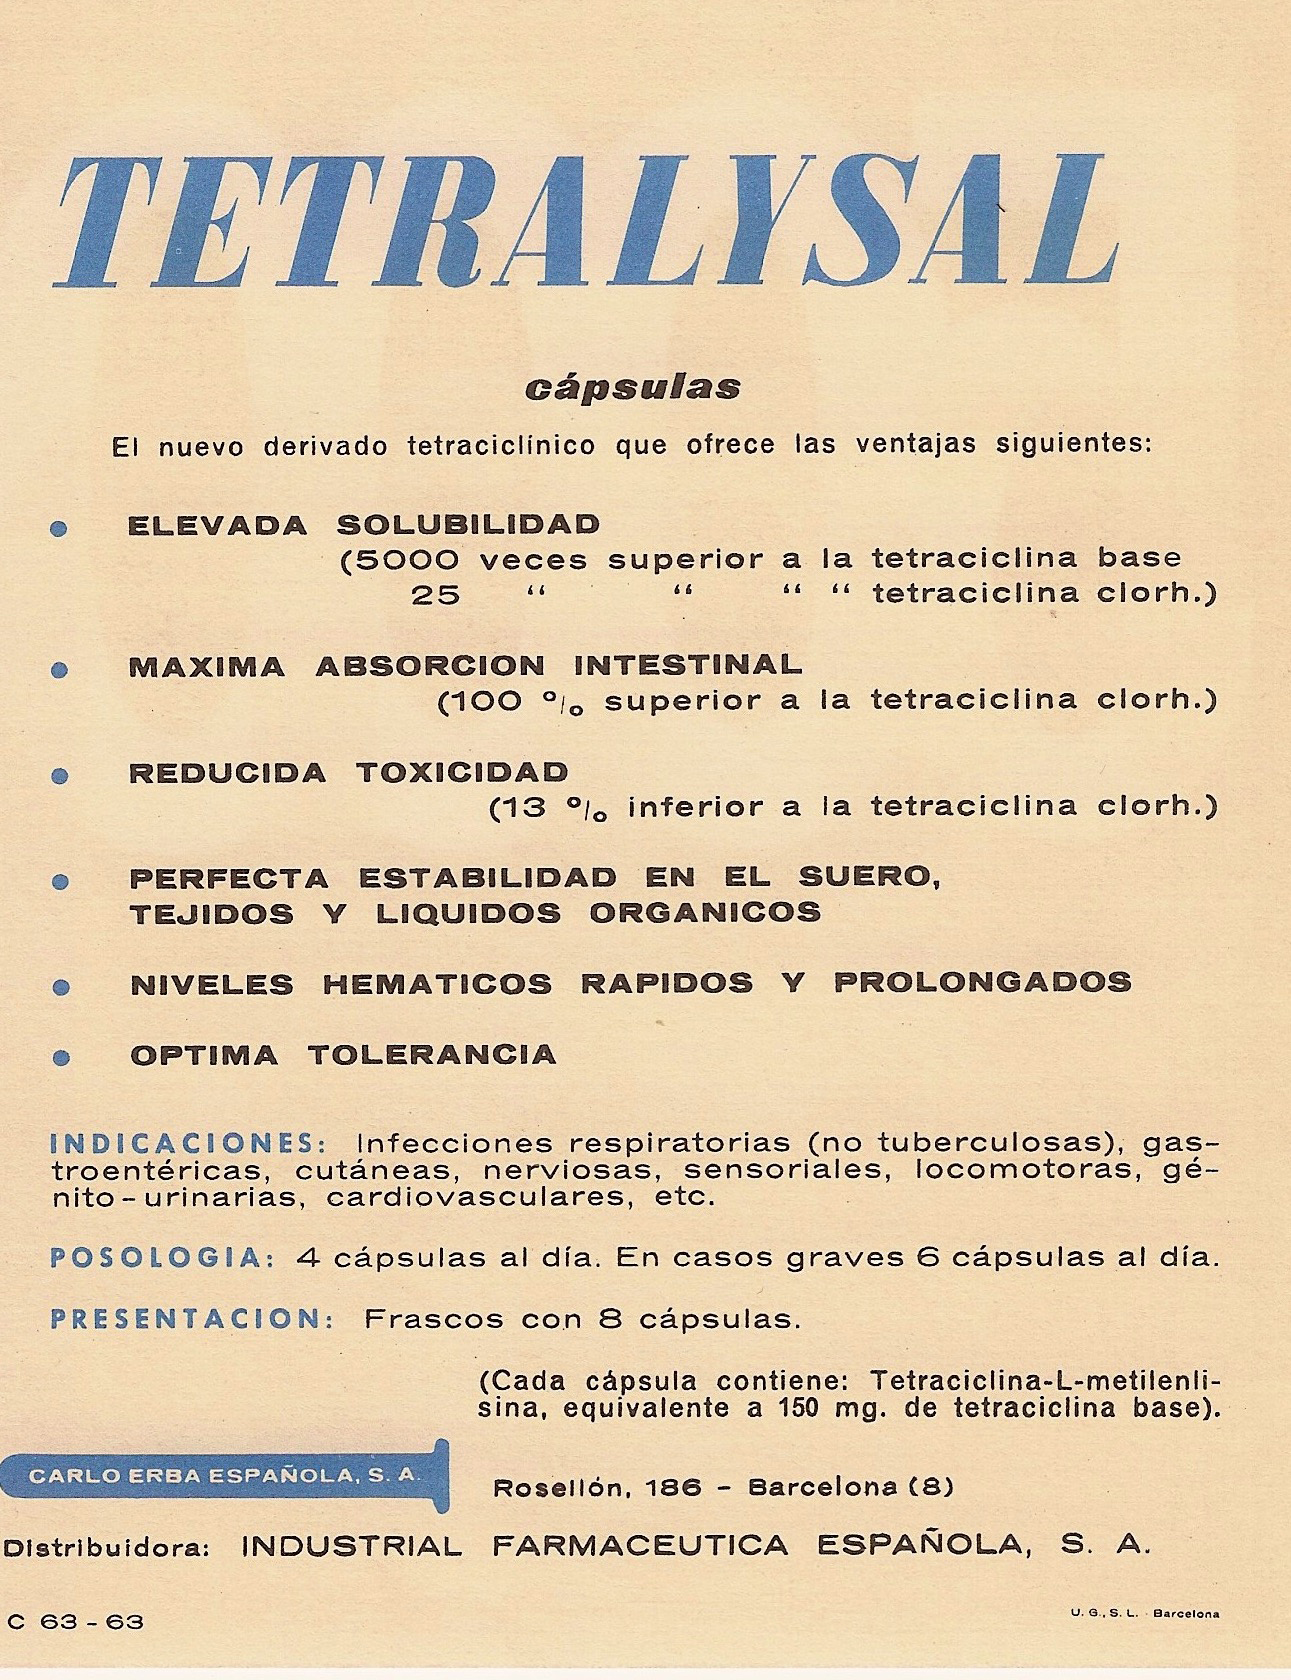 TETRALYSAL
cápsulas
El nuevo derivado tetraciclínico que ofrece las ventajas siguientes:
• ELEVADA SOLUBILIDAD
(5000 veces superior a la tetraciclina base
25 “ “ “ “ tetraciclina clorh.)
• MAXIMA ABSORCION INTESTINAL
(100 % superior a la tetraciclina clorh.)
• REDUCIDA TOXICIDAD
(13 % inferior a la tetraciclina clorh.)
• PERFECTA ESTABILIDAD EN EL SUERO,
TEJIDOS Y LIQUIDOS ORGANICOS
• NIVELES HEMATICOS RAPIDOS Y PROLONGADOS
• OPTIMA TOLERANCIA
INDICACIONES: Infecciones respiratorias (no tuberculosas), gas-
troentéricas, cutáneas, nerviosas, sensoriales, locomotoras, gé-
nito-urinarias, cardiovasculares, etc.
POSOLOGIA: 4 cápsulas al día. En casos graves 6 cápsulas al día.
PRESENTACION: Frascos con 8 cápsulas.
(Cada cápsula contiene: Tetraciclina-L-metilenli-
sina, equivalente a 150 mg. de tetraciclina base).
CARLO ERBA ESPAÑOLA, S. A.
Rosellón, 186 - Barcelona (8)
Distribuidora: INDUSTRIAL FARMACEUTICA ESPAÑOLA, S. A.
C 63-63
U. G., S. L. - Barcelona